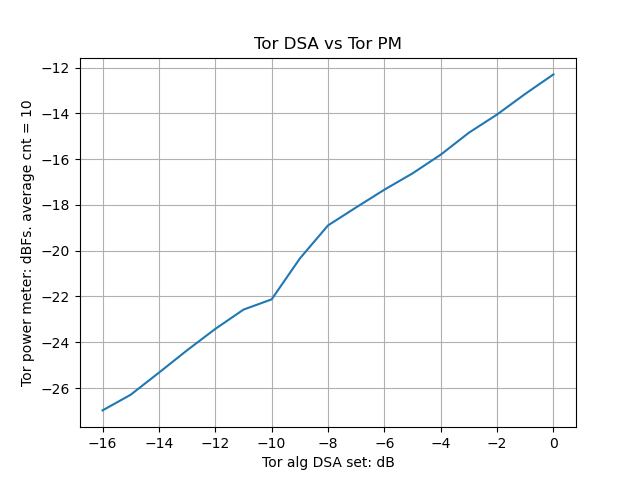 Tor DSA vs Tor PM
Tor power meter: dBFs. average cnt = 10
−12
−14
−16
−18
−20
−22
−24
−26
−16 −14 −12 −10 −8 −6 −4 −2 0
Tor alg DSA set: dB